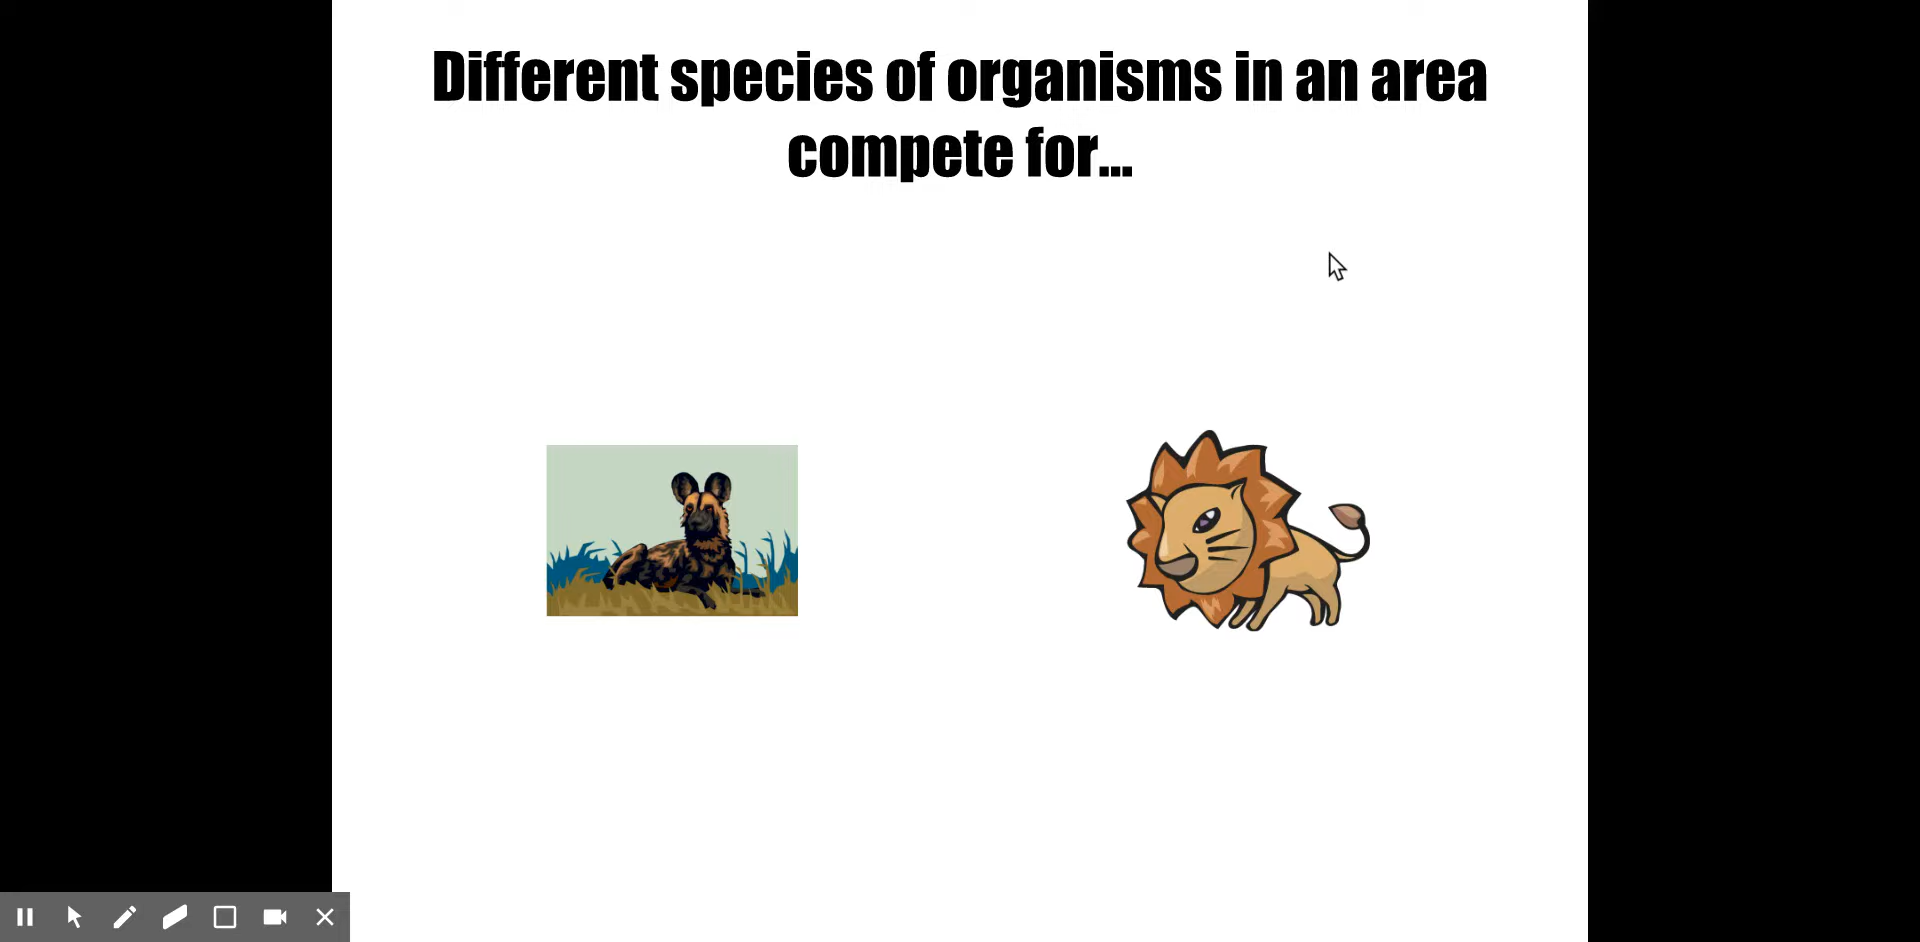 Different species of organisms in an area
compete for...